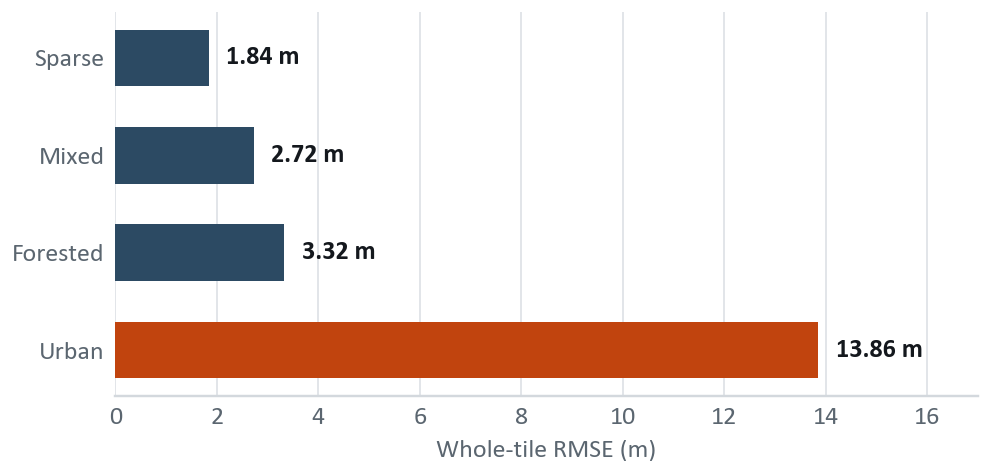 Sparse 1.84 m
Mixed 2.72 m
Forested 3.32 m
Urban 13.86 m
0 2 4 6 8 10 12 14 16
Whole-tile RMSE (m)